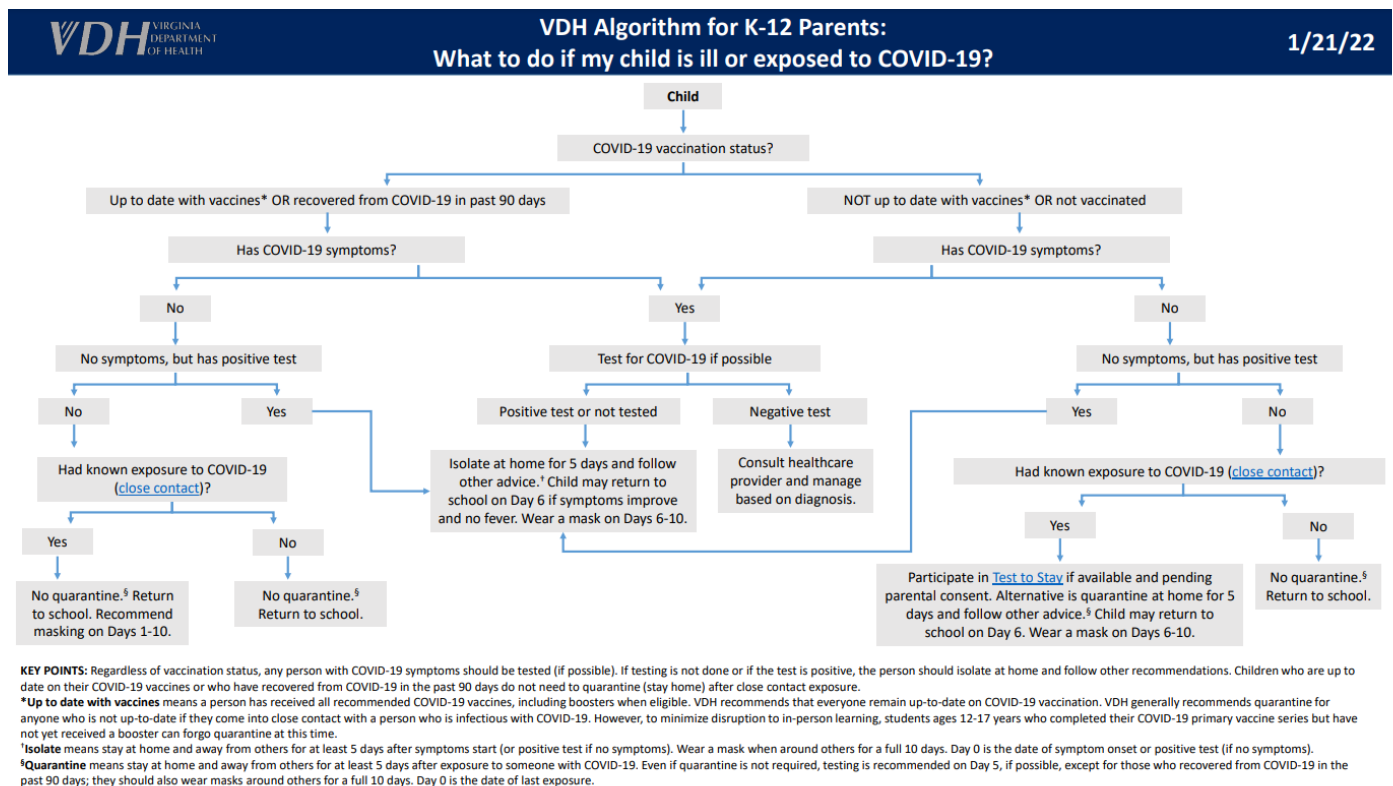 VDH VIRGINIA
DEPARTMENT
OF HEALTH
VDH Algorithm for K-12 Parents:
What to do if my child is ill or exposed to COVID-19?
1/21/22
Child
COVID-19 vaccination status?
Up to date with vaccines* OR recovered from COVID-19 in past 90 days
NOT up to date with vaccines* OR not vaccinated
Has COVID-19 symptoms?
Has COVID-19 symptoms?
No
Yes
No
No symptoms, but has positive test
Test for COVID-19 if possible
No symptoms, but has positive test
No
Yes
Positive test or not tested
Negative test
Yes
No
Had known exposure to COVID-19
(close contact)?
Isolate at home for 5 days and follow
other advice.† Child may return to
school on Day 6 if symptoms improve
and no fever. Wear a mask on Days 6-10.
Consult healthcare
provider and manage
based on diagnosis.
Had known exposure to COVID-19 (close contact)?
Yes
No
Yes
No
No quarantine.§ Return
to school. Recommend
masking on Days 1-10.
No quarantine.§
Return to school.
Participate in Test to Stay if available and pending
parental consent. Alternative is quarantine at home for 5
days and follow other advice.§ Child may return to
school on Day 6. Wear a mask on Days 6-10.
No quarantine.§
Return to school.
KEY POINTS: Regardless of vaccination status, any person with COVID-19 symptoms should be tested (if possible). If testing is not done or if the test is positive, the person should isolate at home and follow other recommendations. Children who are up to
date on their COVID-19 vaccines or who have recovered from COVID-19 in the past 90 days do not need to quarantine (stay home) after close contact exposure.
*Up to date with vaccines means a person has received all recommended COVID-19 vaccines, including boosters when eligible. VDH recommends that everyone remain up-to-date on COVID-19 vaccination. VDH generally recommends quarantine for
anyone who is not up-to-date if they come into close contact with a person who is infectious with COVID-19. However, to minimize disruption to in-person learning, students ages 12-17 years who completed their COVID-19 primary vaccine series but have
not yet received a booster can forgo quarantine at this time.
†Isolate means stay at home and away from others for at least 5 days after symptoms start (or positive test if no symptoms). Wear a mask when around others for a full 10 days. Day 0 is the date of symptom onset or positive test (if no symptoms).
§Quarantine means stay at home and away from others for at least 5 days after exposure to someone with COVID-19. Even if quarantine is not required, testing is recommended on Day 5, if possible, except for those who recovered from COVID-19 in the
past 90 days; they should also wear masks around others for a full 10 days. Day 0 is the date of last exposure.